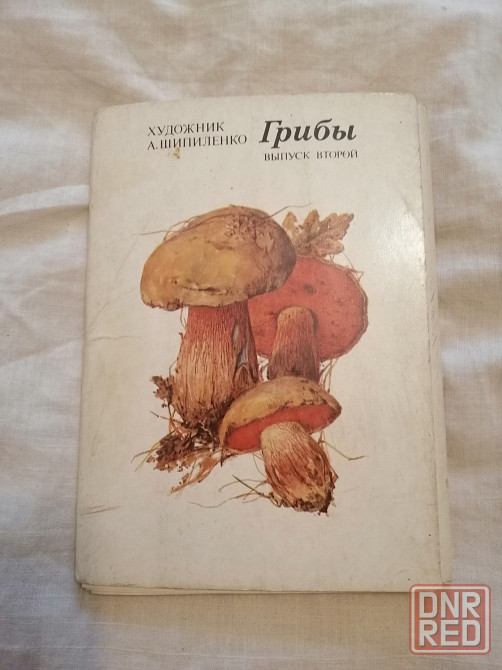 ХУДОЖНИК
А.ШИПИЛЕНКО
Грибы
ВЫПУСК ВТОРОЙ
DNR
RED